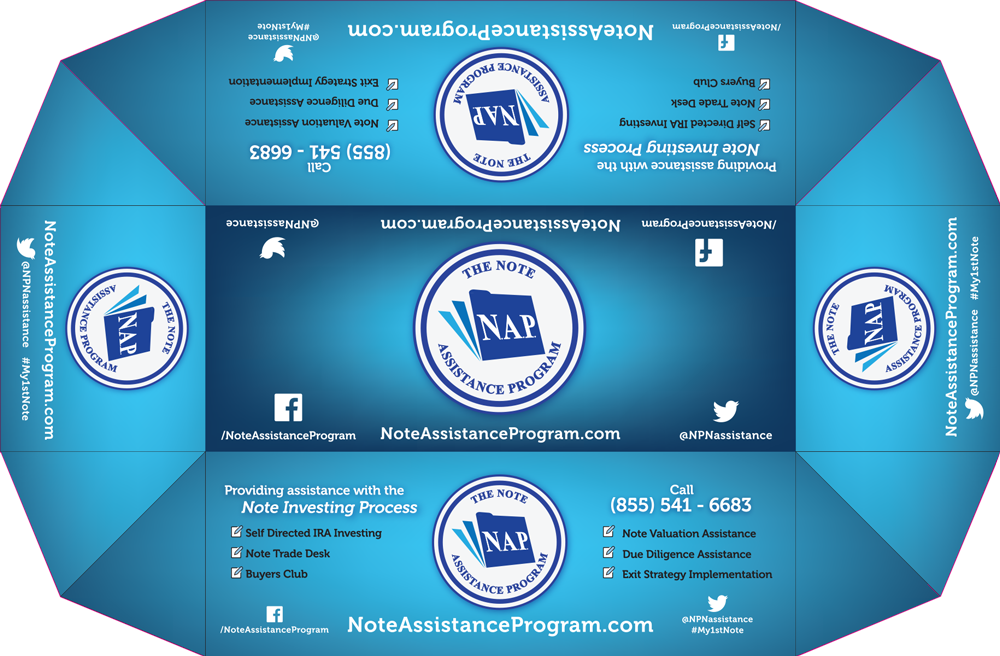 NoteAssistanceProgram.com
/NoteAssistanceProgram
@NPNassistance
#My1stNote
Buyers Club
Note Trade Desk
Self Directed IRA Investing
Exit Strategy Implementation
Due Diligence Assistance
Note Valuation Assistance
THE NOTE
NAP
ASSISTANCE PROGRAM
Providing assistance with the
Note Investing Process
Call
(855) 541 - 6683
/NoteAssistanceProgram
NoteAssistanceProgram.com
@NPNassistance
THE NOTE
NAP
ASSISTANCE PROGRAM
/NoteAssistanceProgram
NoteAssistanceProgram.com
@NPNassistance
NoteAssistanceProgram.com
@NPNassistance #My1stNote
THE NOTE
NAP
ASSISTANCE PROGRAM
NoteAssistanceProgram.com
@NPNassistance #My1stNote
THE NOTE
NAP
ASSISTANCE PROGRAM
Providing assistance with the
Note Investing Process
Self Directed IRA Investing
Note Trade Desk
Buyers Club
/NoteAssistanceProgram
THE NOTE
NAP
ASSISTANCE PROGRAM
NoteAssistanceProgram.com
Call
(855) 541 - 6683
Note Valuation Assistance
Due Diligence Assistance
Exit Strategy Implementation
@NPNassistance
#My1stNote